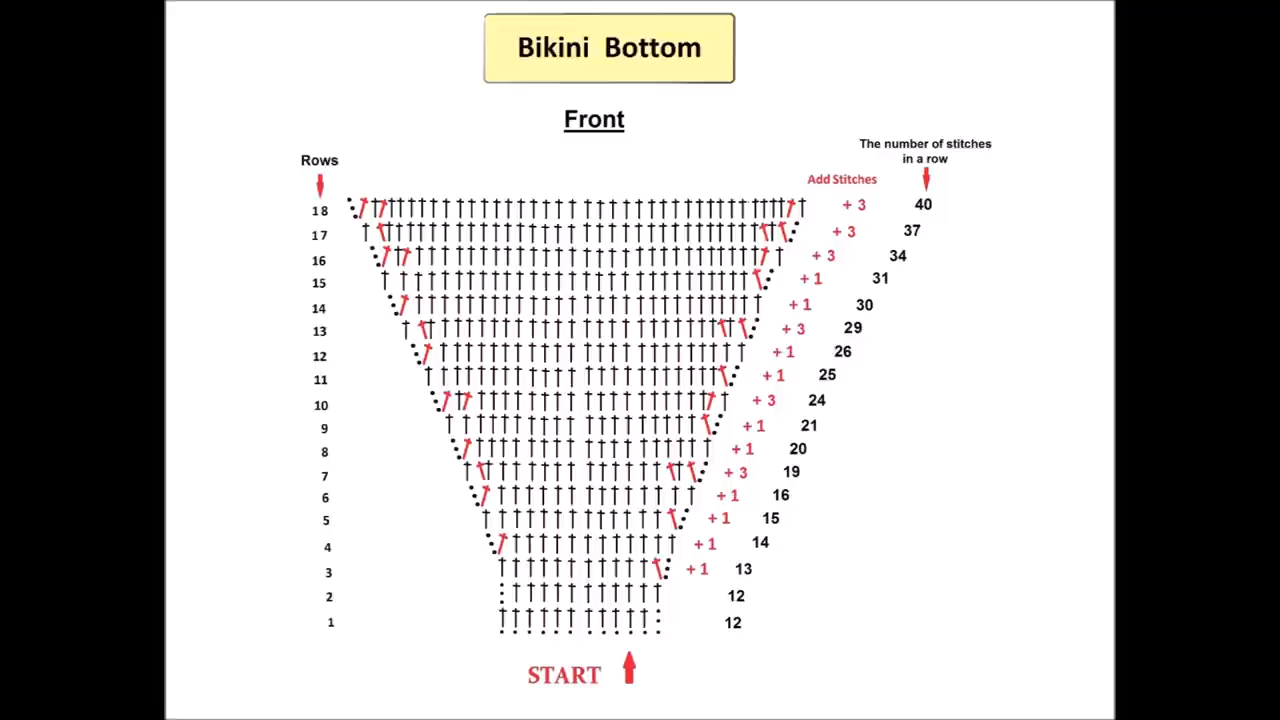 Bikini Bottom
Front
The number of stitches
in a row
Rows
Add Stitches
18 + 3 40
17 + 3 37
16 + 3 34
15 + 1 31
14 + 1 30
13 + 3 29
12 + 1 26
11 + 1 25
10 + 3 24
9 + 1 21
8 + 1 20
7 + 3 19
6 + 1 16
5 + 1 15
4 + 1 14
3 + 1 13
2 12
1 12
START